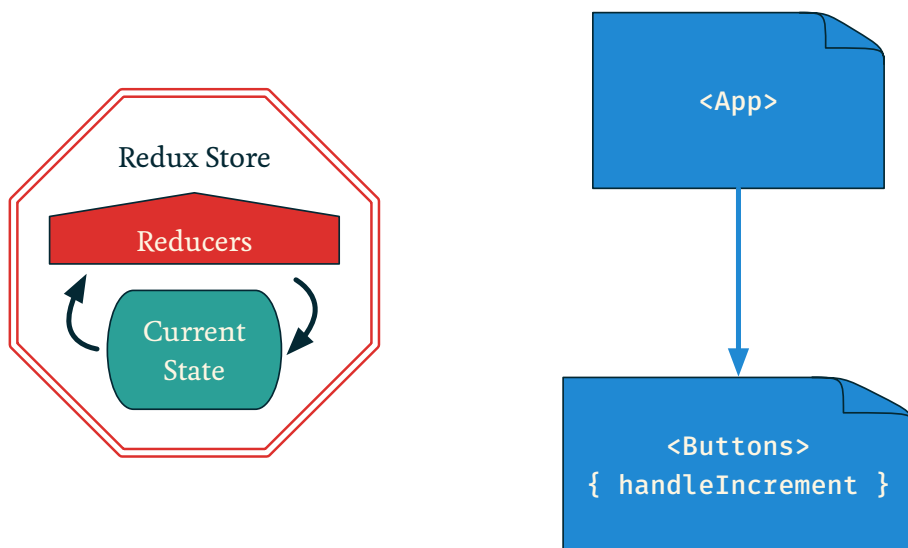 Redux Store
Reducers
Current
State
<App>
<Buttons>
{ handleIncrement }